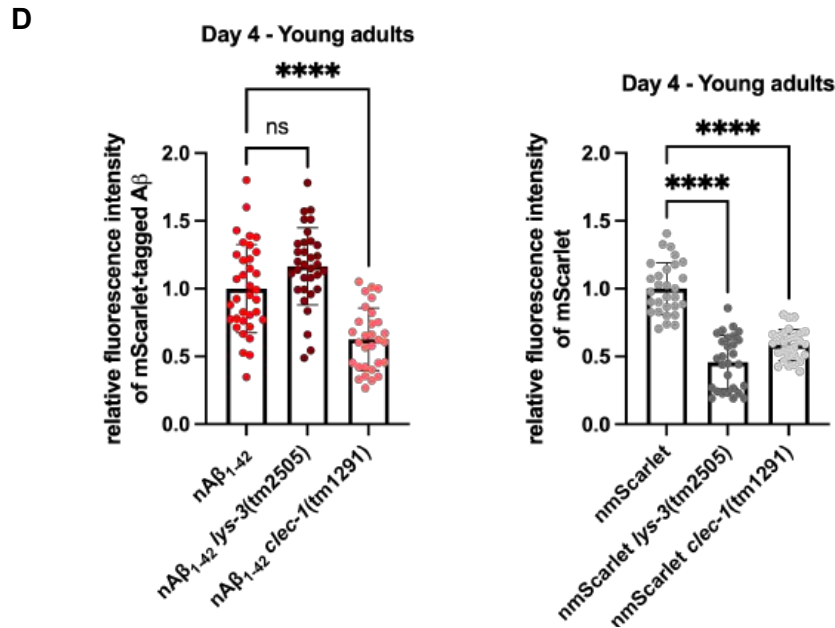 D
Day 4 - Young adults
****
ns
relative fluorescence intensity
of mScarlet-tagged Aβ
2.0
1.5
1.0
0.5
0.0
nAβ₁₋₄₂
nAβ₁₋₄₂ lys-3(tm2505)
nAβ₁₋₄₂ clec-1(tm1291)
Day 4 - Young adults
****
****
relative fluorescence intensity
of mScarlet
2.0
1.5
1.0
0.5
0.0
nmScarlet
nmScarlet lys-3(tm2505)
nmScarlet clec-1(tm1291)